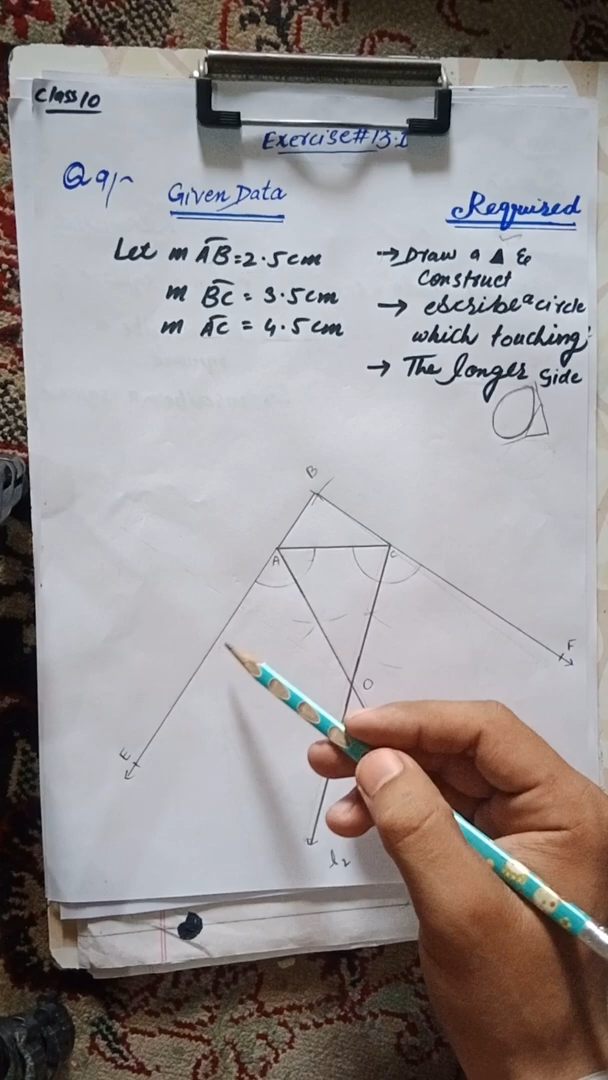 Class 10
Exercise # 13.1
Q 9/-
Given Data
Required
Let m AB = 2.5cm
m BC = 3.5cm
m AC = 4.5cm
→ Draw a Δ &
Construct
→ escribe a circle
which touching
→ The longer side
B
A
C
F
O
E
l2